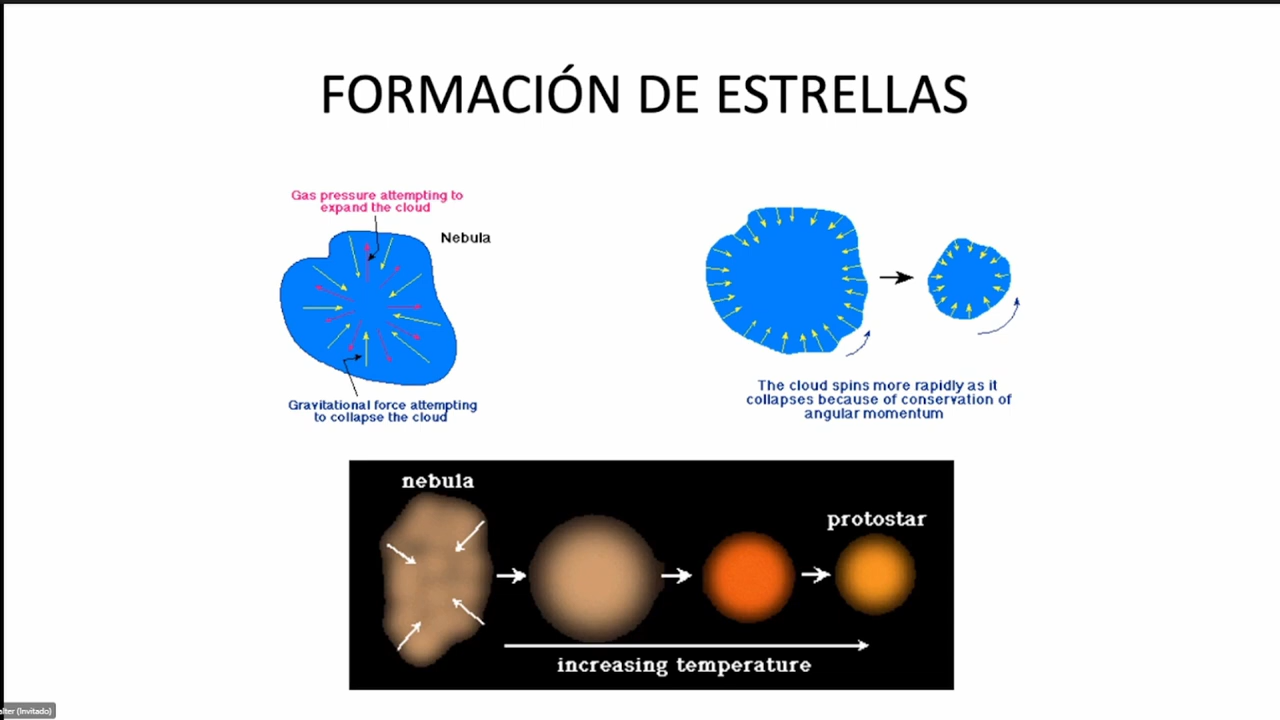 FORMACIÓN DE ESTRELLAS
Gas pressure attempting to
expand the cloud
Nebula
Gravitational force attempting
to collapse the cloud
The cloud spins more rapidly as it
collapses because of conservation of
angular momentum
nebula
protostar
increasing temperature
(Invitado)